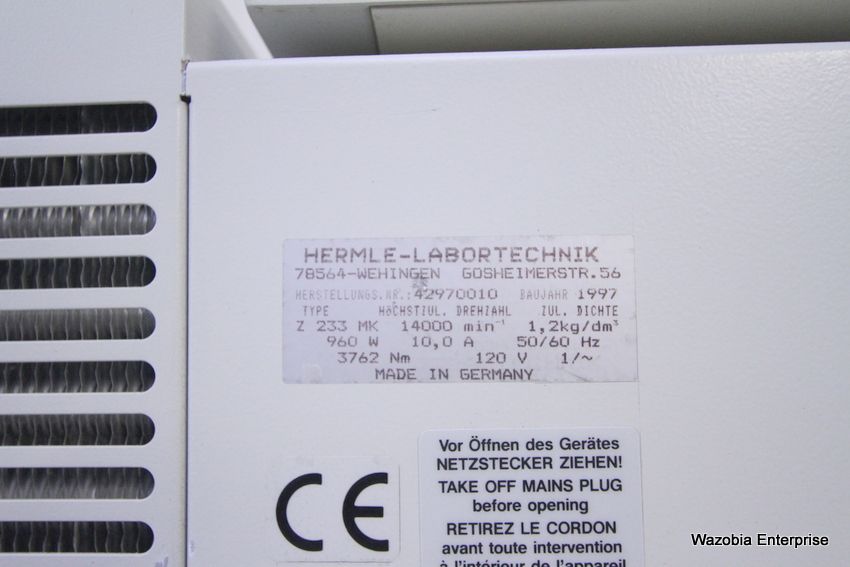 HERMLE-LABORTECHNIK
78564-WEHINGEN GOSHEIMERSTR.56
HERSTELLUNGS.NR.: 42970010 BAUJAHR 1997
TYPE HöCHSTZUL. DREHZAHL ZUL. DICHTE
Z 233 MK 14000 min⁻¹ 1,2kg/dm³
960 W 10,0 A 50/60 Hz
3762 Nm 120 V 1/~
MADE IN GERMANY
CE
Vor Öffnen des Gerätes
NETZSTECKER ZIEHEN!
TAKE OFF MAINS PLUG
before opening
RETIREZ LE CORDON
avant toute intervention
à l'intérieur de l'appareil
Wazobia Enterprise